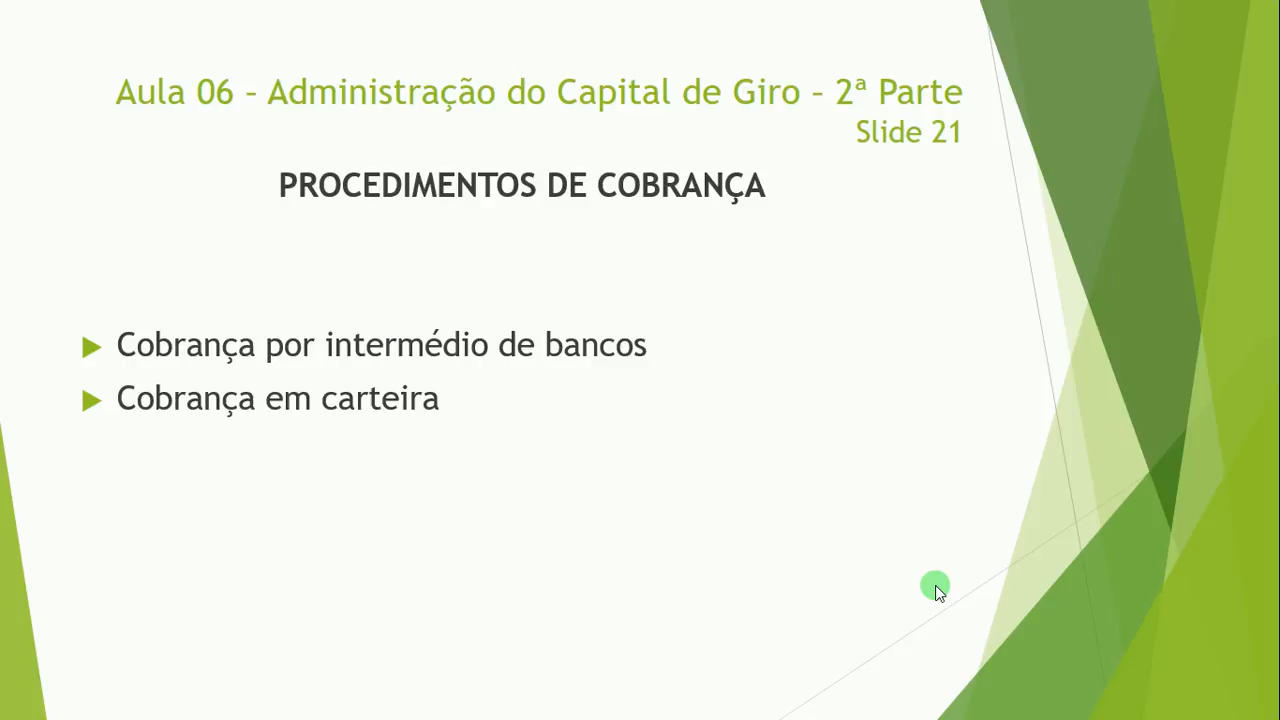 Aula 06 – Administração do Capital de Giro – 2ª Parte
Slide 21
PROCEDIMENTOS DE COBRANÇA
Cobrança por intermédio de bancos
Cobrança em carteira